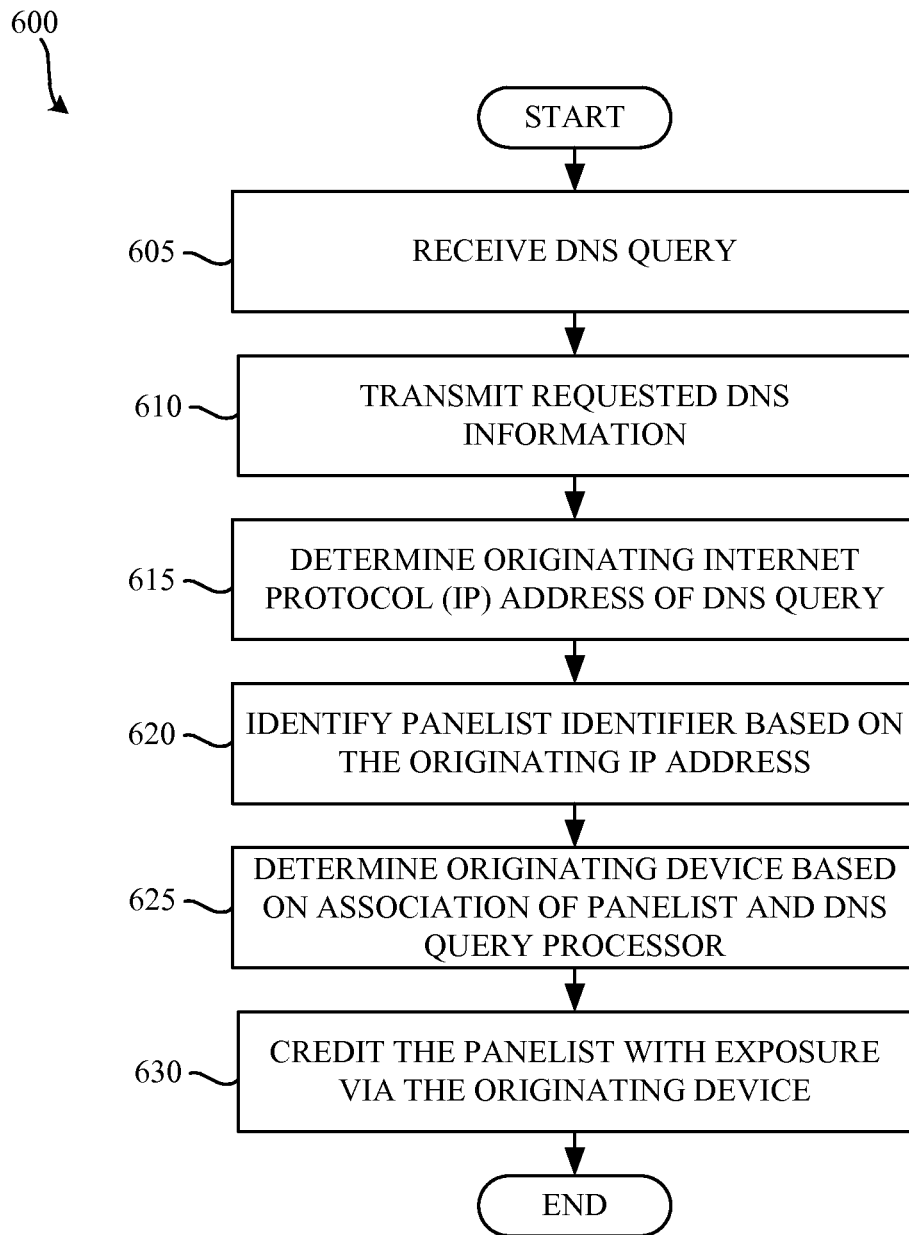 600
START
605
RECEIVE DNS QUERY
610
TRANSMIT REQUESTED DNS
INFORMATION
615
DETERMINE ORIGINATING INTERNET
PROTOCOL (IP) ADDRESS OF DNS QUERY
620
IDENTIFY PANELIST IDENTIFIER BASED ON
THE ORIGINATING IP ADDRESS
625
DETERMINE ORIGINATING DEVICE BASED
ON ASSOCIATION OF PANELIST AND DNS
QUERY PROCESSOR
630
CREDIT THE PANELIST WITH EXPOSURE
VIA THE ORIGINATING DEVICE
END